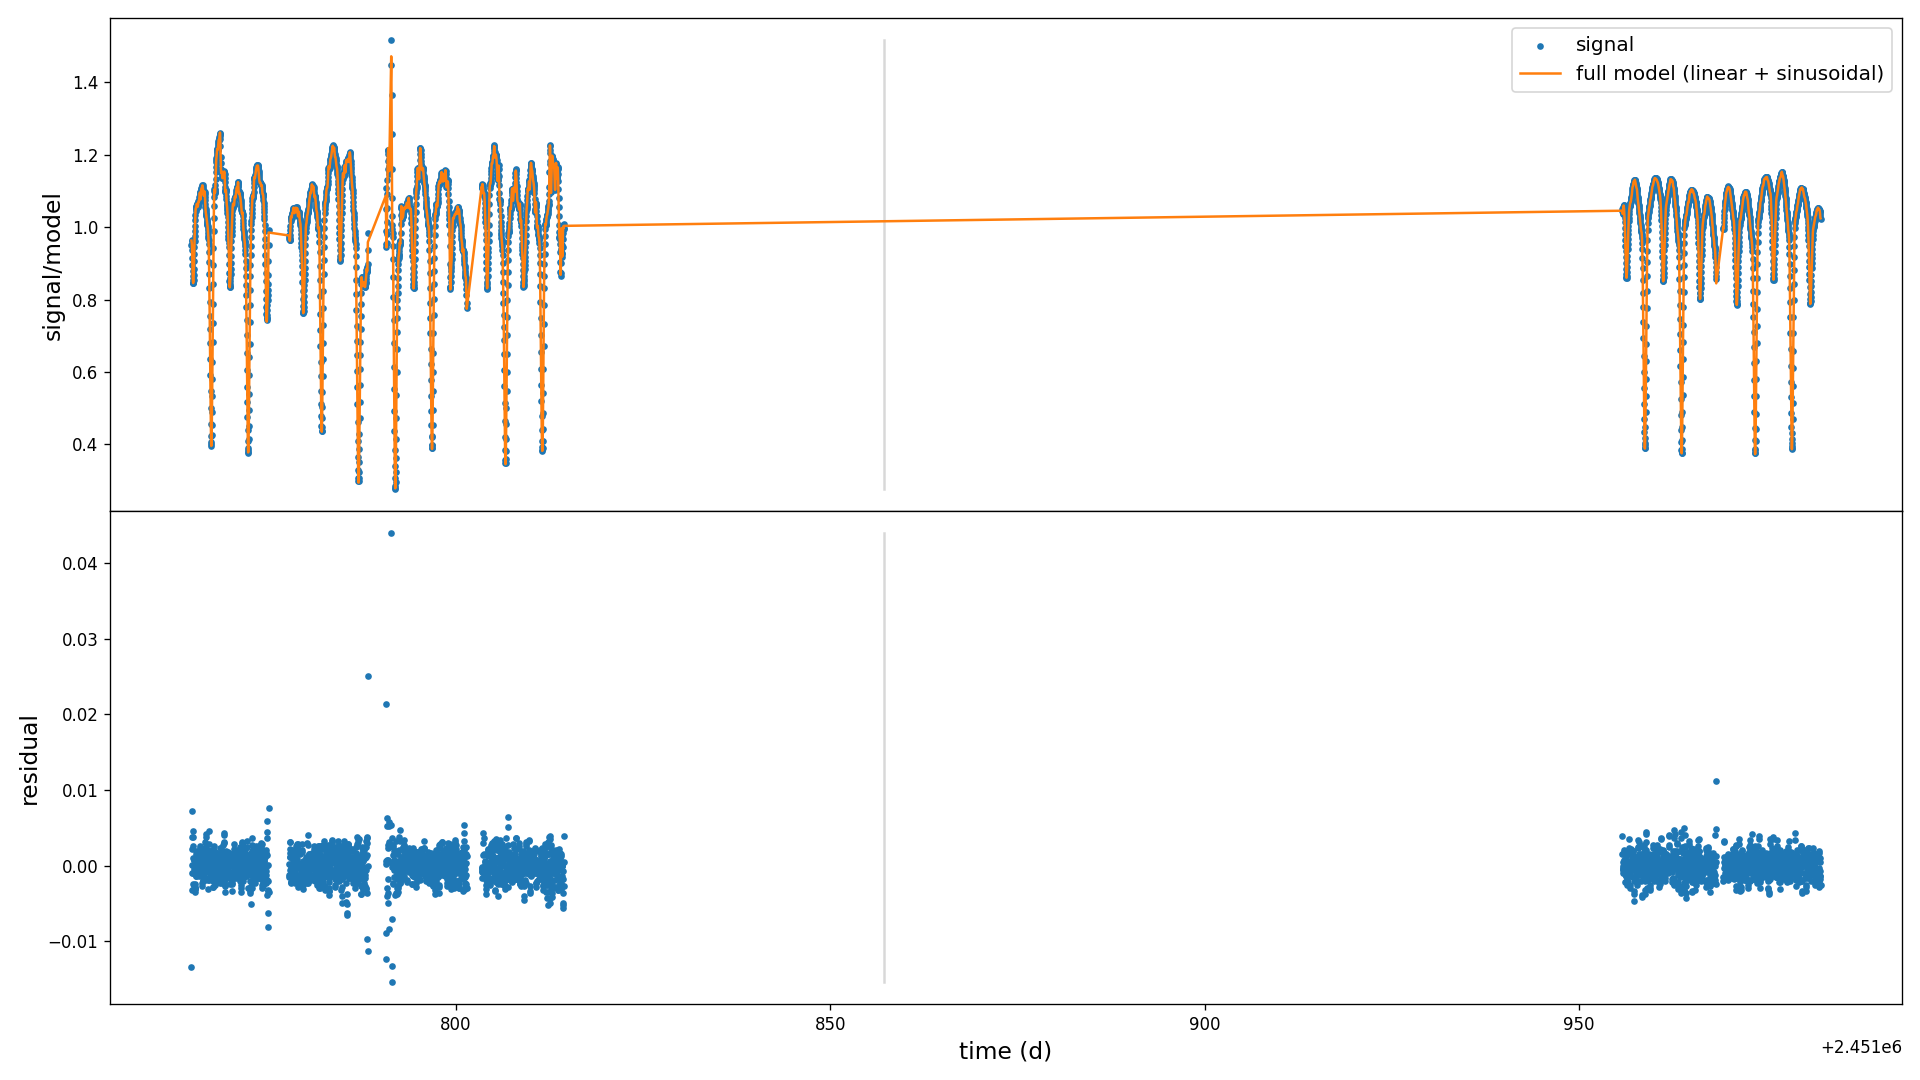 signal
full model (linear + sinusoidal)
1.4
1.2
1.0
0.8
0.6
0.4
signal/model
0.04
0.03
0.02
0.01
0.00
−0.01
residual
800
850
900
950
time (d)
+2.451e6